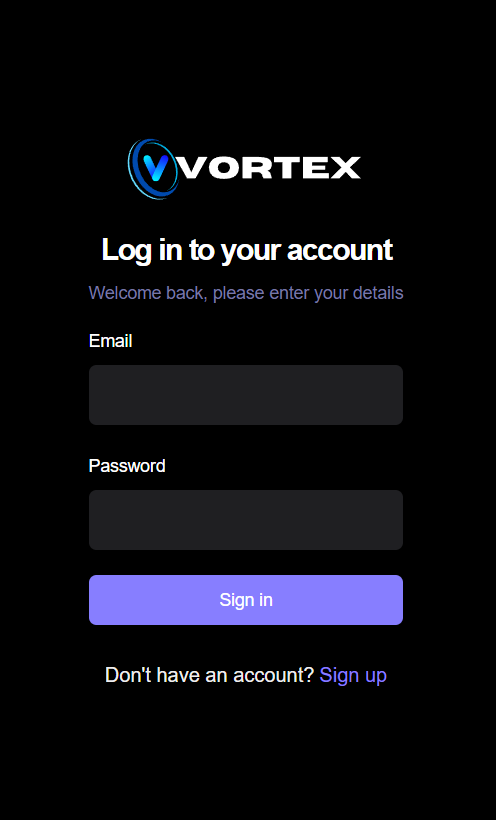 VORTEX
Log in to your account
Welcome back, please enter your details
Email
Password
Sign in
Don't have an account? Sign up